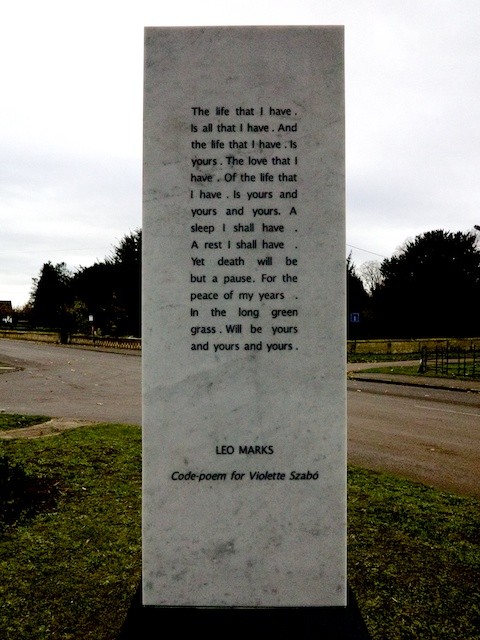 The life that I have .
Is all that I have . And
the life that I have . Is
yours . The love that I
have . Of the life that
I have . Is yours and
yours and yours. A
sleep I shall have .
A rest I shall have .
Yet death will be
but a pause. For the
peace of my years .
In the long green
grass . Will be yours
and yours and yours .
LEO MARKS
Code-poem for Violette Szabó